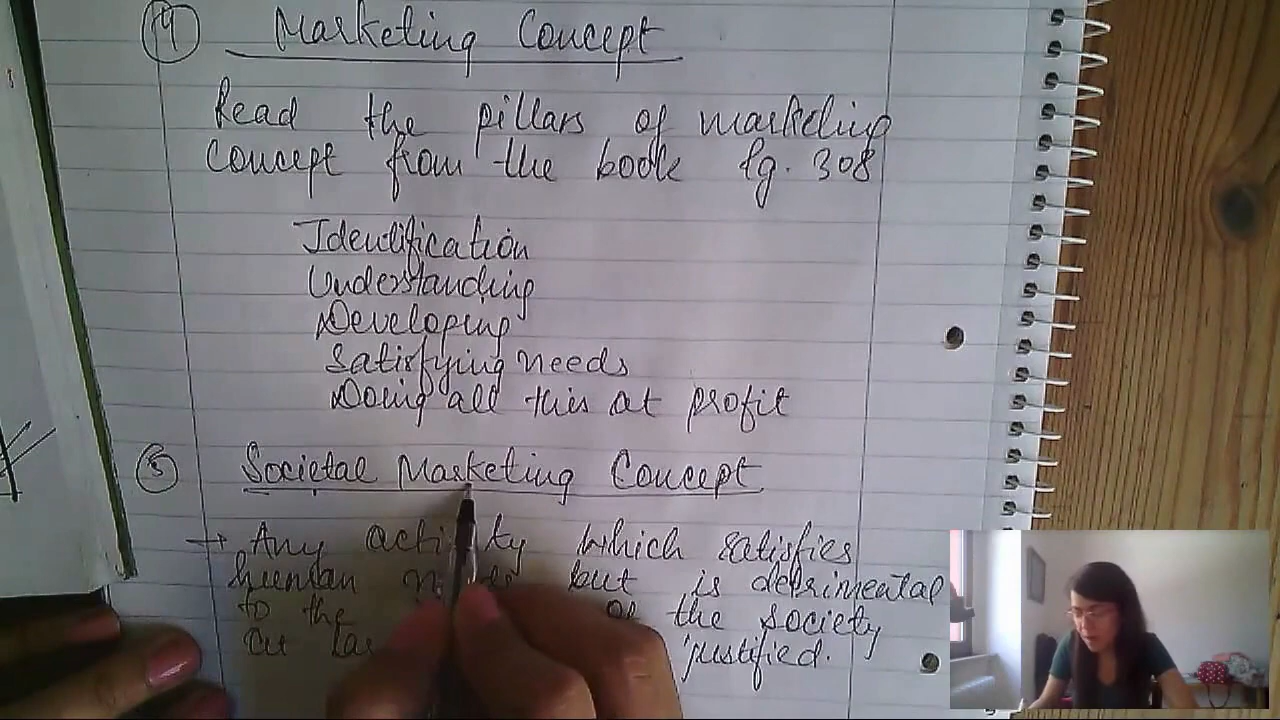 4 Marketing Concept
Read the pillars of marketing
concept from the book Pg. 308
Identification
Understanding
Developing
Satisfying needs
Doing all this at profit
5 Societal Marketing Concept
→ Any activity which satisfies
human but is detrimental
to the of the society
at justified.